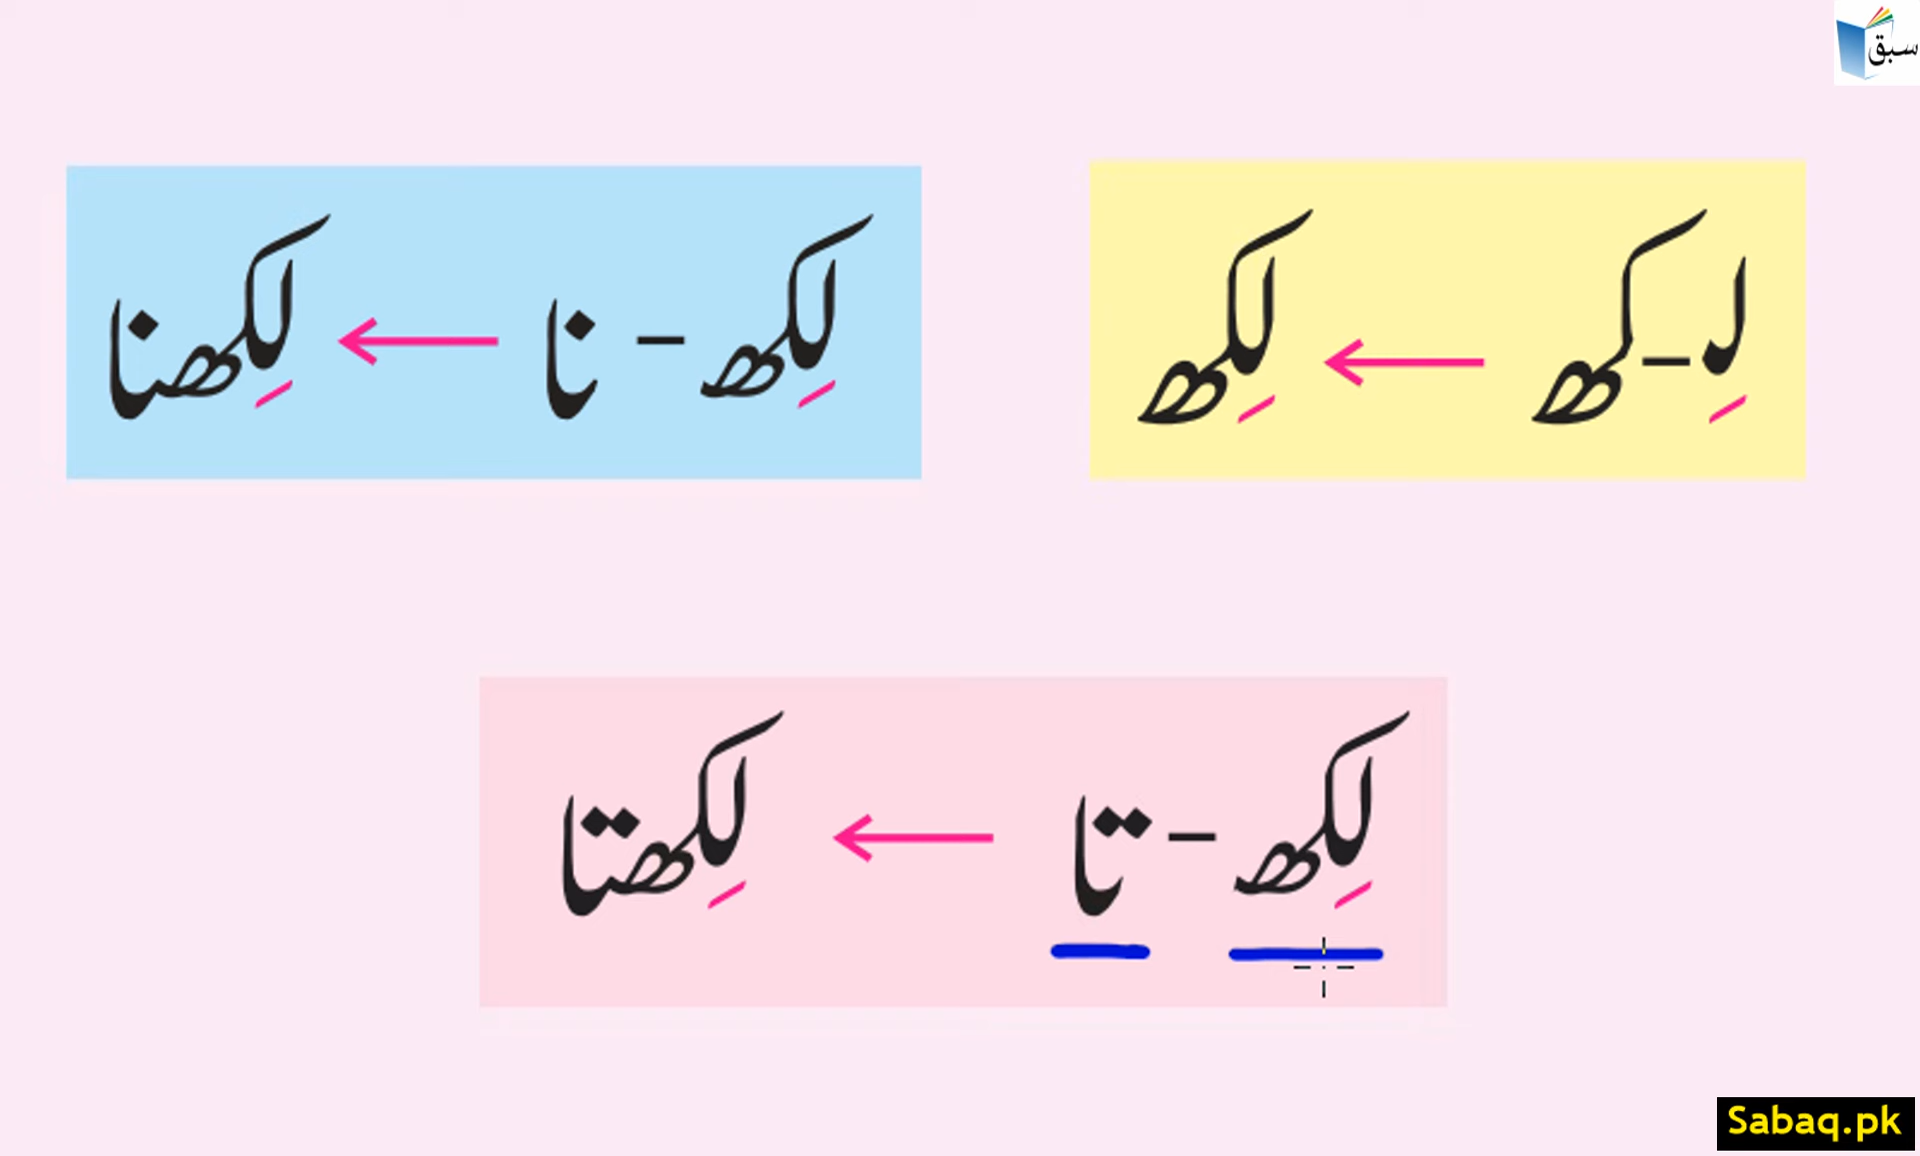 سبق
لِ - کھ ← لِکھ
لِکھ - نا ← لِکھنا
لِکھ - تا ← لِکھتا
Sabaq.pk